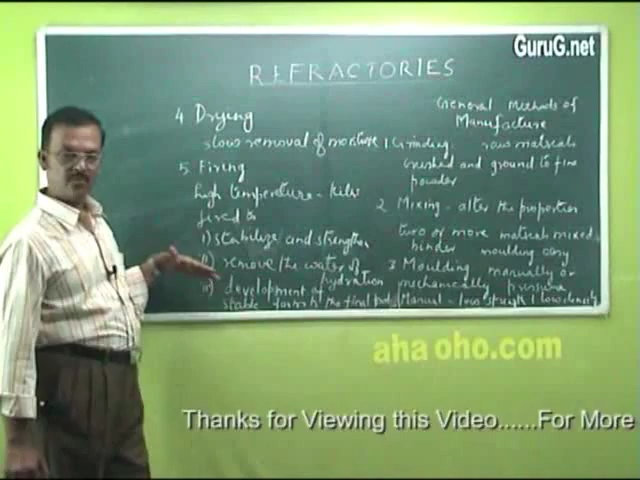 GuruG.net
REFRACTORIES
General Methods of
Manufacture
1 Grinding raw materials
crushed and ground to fine
powder
2. Mixing - alter the proportion
two or more material mixed
binder moulding easy
3. Moulding manually or
mechanically pressure
Manual - low strength & low density
4 Drying
slow removal of moisture
5. Firing
high temperature - kiln
fired to
i) stabilize and strengthen
ii) remove the water of
hydration
iii) development of
stable forms in the final
aha oho.com
Thanks for Viewing this Video......For More